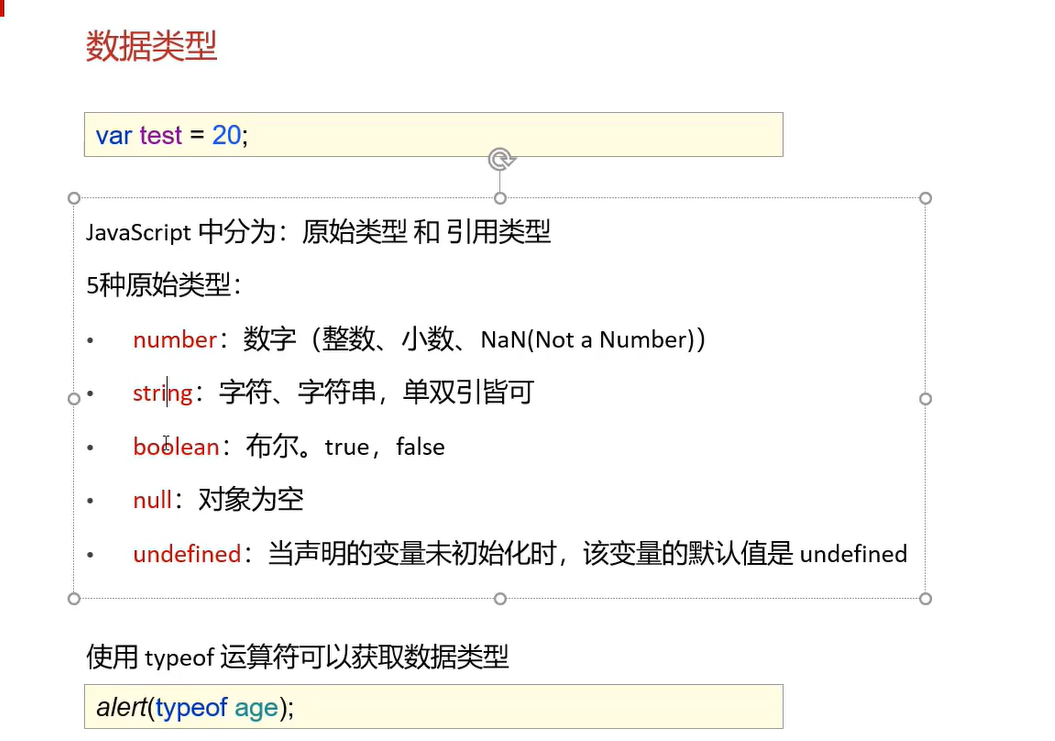 数据类型
var test = 20;
JavaScript 中分为：原始类型 和 引用类型
5种原始类型：
• number：数字（整数、小数、NaN(Not a Number)）
• string：字符、字符串，单双引皆可
• boolean：布尔。true，false
• null：对象为空
• undefined：当声明的变量未初始化时，该变量的默认值是 undefined
使用 typeof 运算符可以获取数据类型
alert(typeof age);